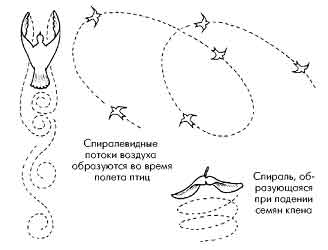 Спиралевидные
потоки воздуха
образуются во время
полета птиц
Спираль, об-
разующаяся
при падении
семян клена